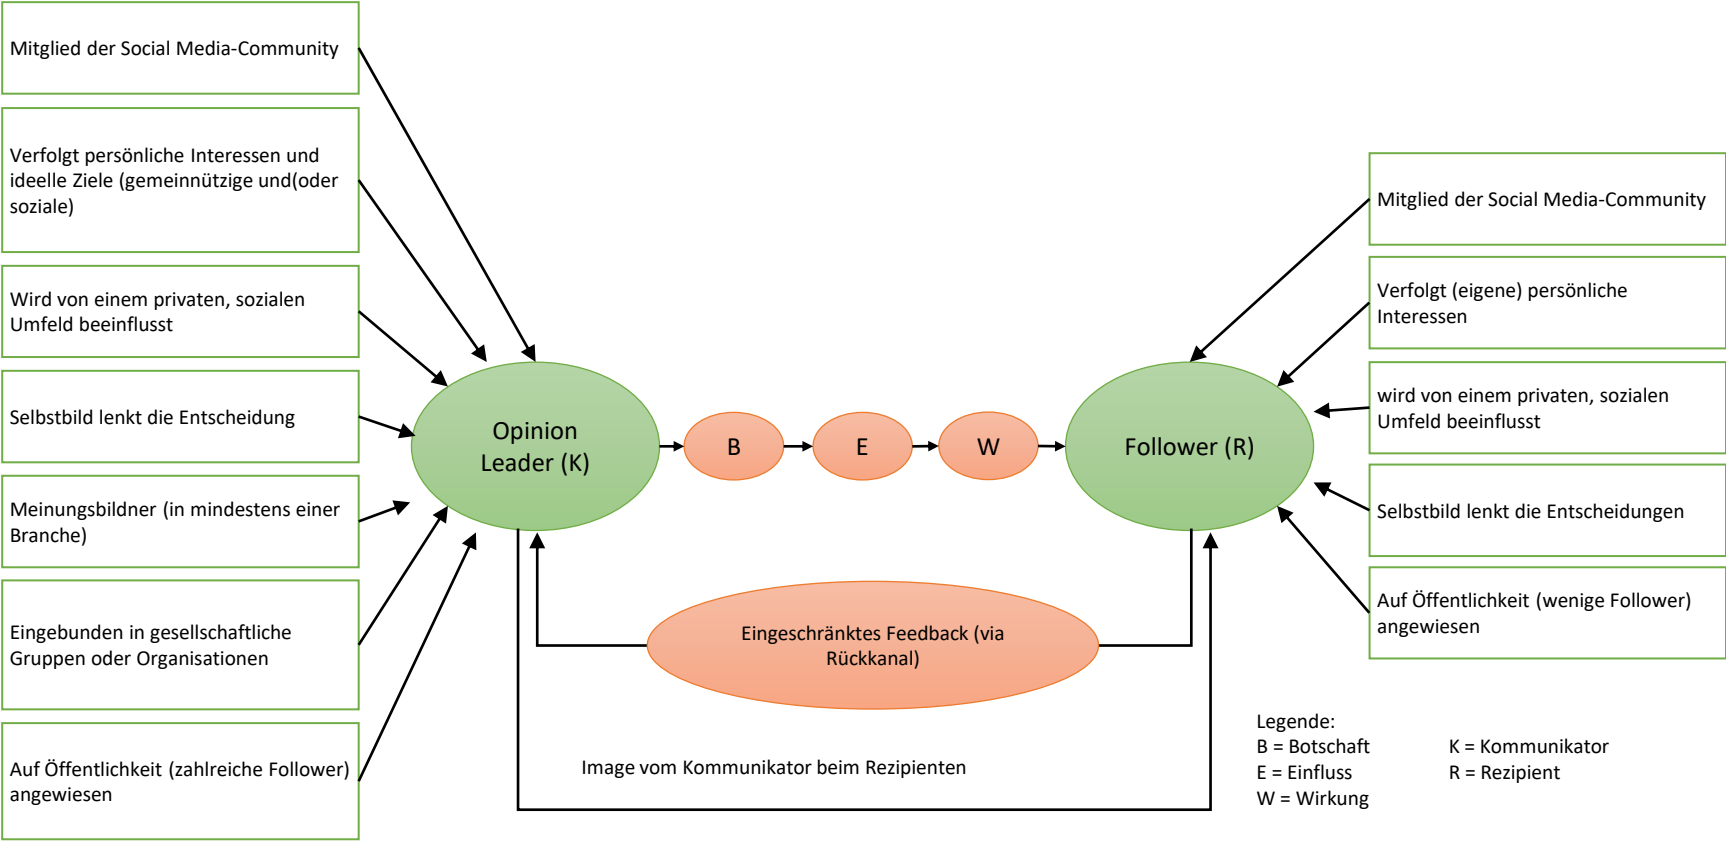 Mitglied der Social Media-Community
Verfolgt persönliche Interessen und
ideelle Ziele (gemeinnützige und(oder
soziale)
Wird von einem privaten, sozialen
Umfeld beeinflusst
Selbstbild lenkt die Entscheidung
Meinungsbildner (in mindestens einer
Branche)
Eingebunden in gesellschaftliche
Gruppen oder Organisationen
Auf Öffentlichkeit (zahlreiche Follower)
angewiesen
Opinion
Leader (K)
B
E
W
Follower (R)
Eingeschränktes Feedback (via
Rückkanal)
Image vom Kommunikator beim Rezipienten
Mitglied der Social Media-Community
Verfolgt (eigene) persönliche
Interessen
wird von einem privaten, sozialen
Umfeld beeinflusst
Selbstbild lenkt die Entscheidungen
Auf Öffentlichkeit (wenige Follower)
angewiesen
Legende:
B = Botschaft K = Kommunikator
E = Einfluss R = Rezipient
W = Wirkung